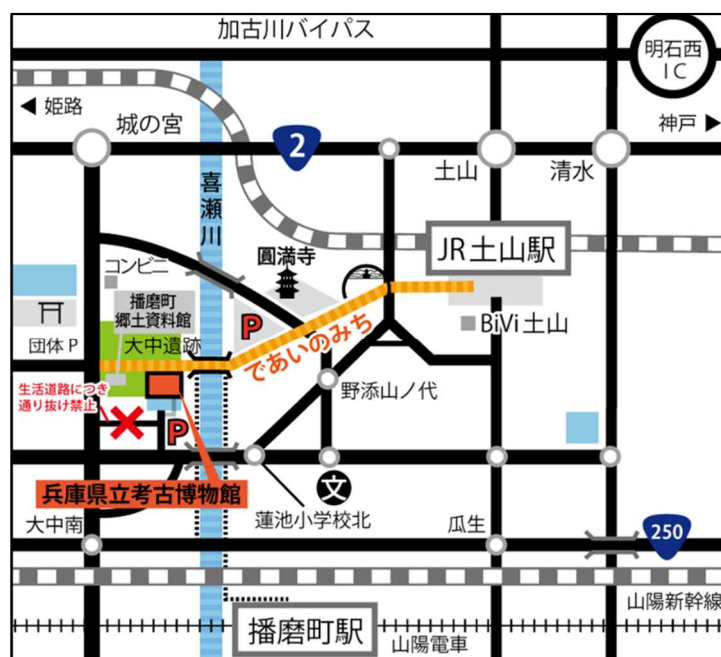 加古川バイパス
明石西
IC
姫路
神戸
城の宮
2
土山
清水
喜瀬川
JR土山駅
圓満寺
コンビニ
播磨町
郷土資料館
P
BiVi土山
団体P
大中遺跡
であいのみち
野添山ノ代
生活道路につき
通り抜け禁止
P
兵庫県立考古博物館
文
大中南
蓮池小学校北
瓜生
250
山陽新幹線
播磨町駅
山陽電車